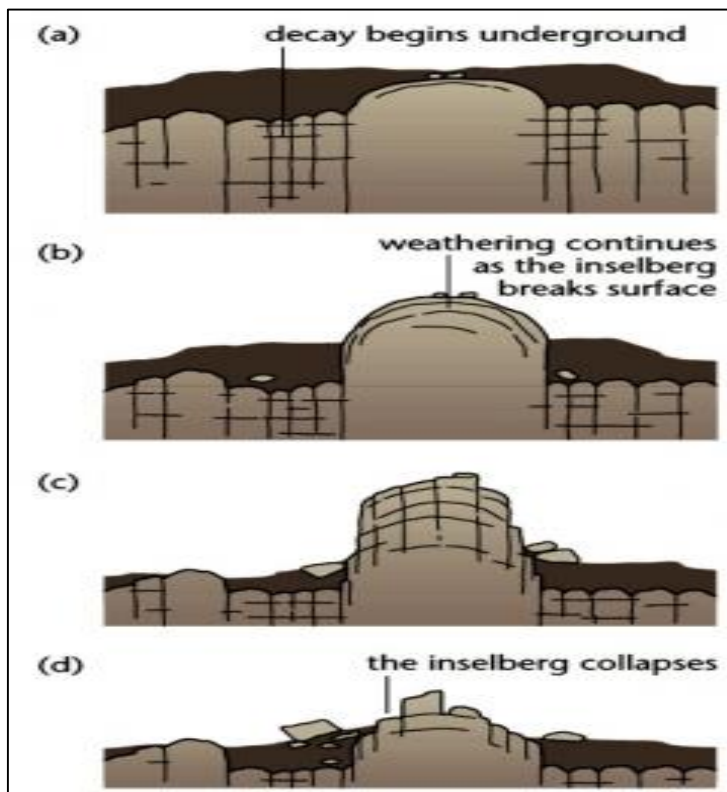 (a)
decay begins underground
(b)
weathering continues
as the inselberg
breaks surface
(c)
(d)
the inselberg collapses